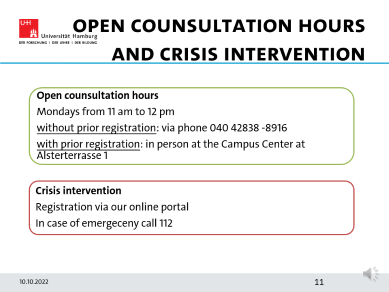 OPEN COUNSULTATION HOURS
AND CRISIS INTERVENTION
UH
Universität Hamburg
DER FORSCHUNG | DER LEHRE | DER BILDUNG
Open counsultation hours
Mondays from 11 am to 12 pm
without prior registration: via phone 040 42838 -8916
with prior registration: in person at the Campus Center at
Alsterterrasse 1
Crisis intervention
Registration via our online portal
In case of emergeceny call 112
10.10.2022
11